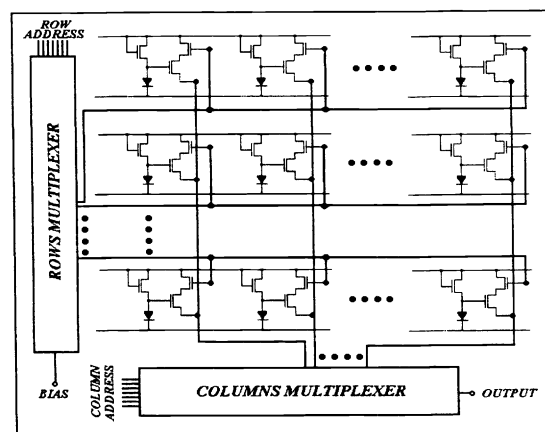 ROW
ADDRESS
ROWS MULTIPLEXER
BIAS
COLUMN
ADDRESS
COLUMNS MULTIPLEXER
OUTPUT